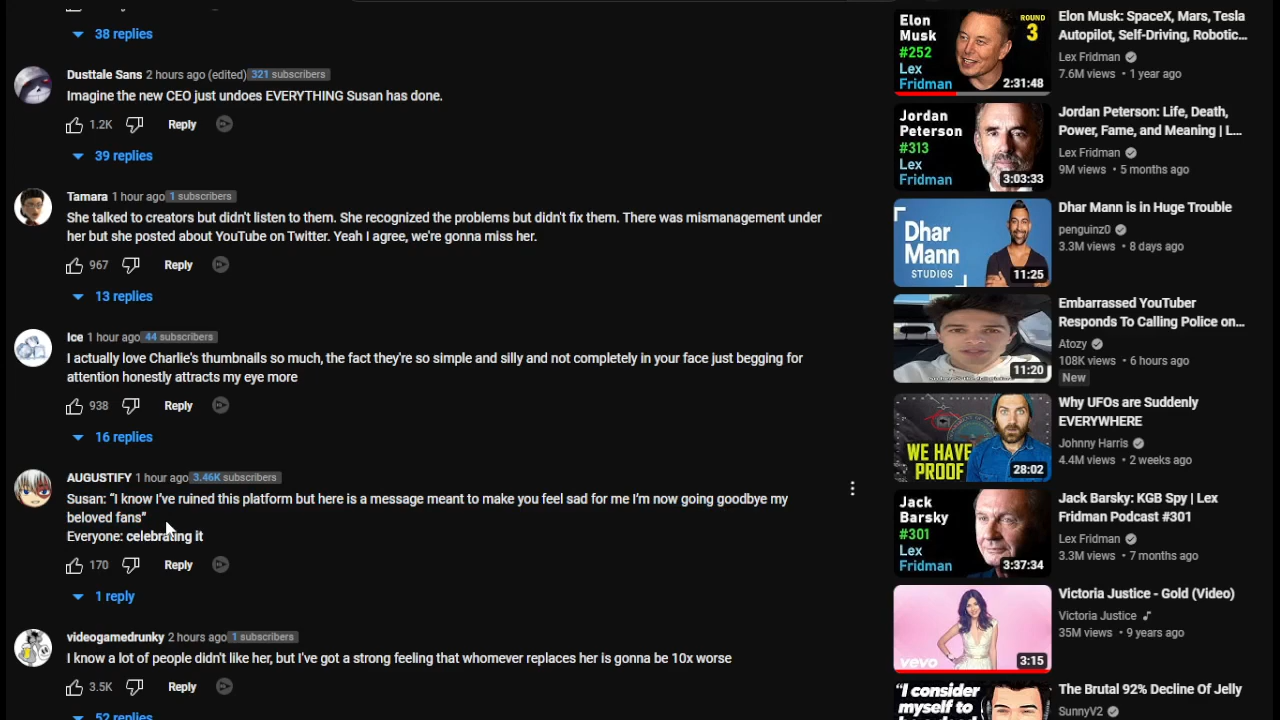 38 replies
Dusttale Sans 2 hours ago (edited) 321 subscribers
Imagine the new CEO just undoes EVERYTHING Susan has done.
1.2K Reply
39 replies
Tamara 1 hour ago 1 subscribers
She talked to creators but didn't listen to them. She recognized the problems but didn't fix them. There was mismanagement under
her but she posted about YouTube on Twitter. Yeah I agree, we're gonna miss her.
967 Reply
13 replies
Ice 1 hour ago 44 subscribers
I actually love Charlie's thumbnails so much, the fact they're so simple and silly and not completely in your face just begging for
attention honestly attracts my eye more
938 Reply
16 replies
AUGUSTIFY 1 hour ago 3.46K subscribers
Susan: “I know I've ruined this platform but here is a message meant to make you feel sad for me I'm now going goodbye my
beloved fans”
Everyone: celebrating it
170 Reply
1 reply
videogamedrunky 2 hours ago 1 subscribers
I know a lot of people didn't like her, but I've got a strong feeling that whomever replaces her is gonna be 10x worse
3.5K Reply
52 replies
Elon
Musk
#252
Lex
Fridman
ROUND
3
2:31:48
Elon Musk: SpaceX, Mars, Tesla
Autopilot, Self-Driving, Robotic...
Lex Fridman
7.6M views • 1 year ago
Jordan
Peterson
#313
Lex
Fridman
3:03:33
Jordan Peterson: Life, Death,
Power, Fame, and Meaning | L...
Lex Fridman
9M views • 5 months ago
Dhar
Mann
STUDIOS
11:25
Dhar Mann is in Huge Trouble
penguinz0
3.3M views • 8 days ago
11:20
Embarrassed YouTuber
Responds To Calling Police on...
Atozy
108K views • 6 hours ago
New
WE HAVE
PROOF
28:02
Why UFOs are Suddenly
EVERYWHERE
Johnny Harris
4.4M views • 2 weeks ago
Jack
Barsky
#301
Lex
Fridman
3:37:34
Jack Barsky: KGB Spy | Lex
Fridman Podcast #301
Lex Fridman
3.3M views • 7 months ago
vevo
3:15
Victoria Justice - Gold (Video)
Victoria Justice
35M views • 9 years ago
"I consider
myself to
The Brutal 92% Decline Of Jelly
SunnyV2